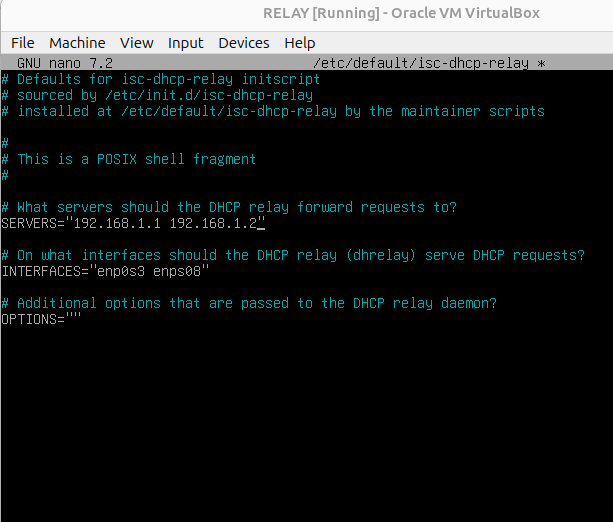 RELAY [Running] - Oracle VM VirtualBox
File Machine View Input Devices Help
GNU nano 7.2 /etc/default/isc-dhcp-relay *
# Defaults for isc-dhcp-relay initscript
# sourced by /etc/init.d/isc-dhcp-relay
# installed at /etc/default/isc-dhcp-relay by the maintainer scripts
#
# This is a POSIX shell fragment
#
# What servers should the DHCP relay forward requests to?
SERVERS="192.168.1.1 192.168.1.2"
# On what interfaces should the DHCP relay (dhrelay) serve DHCP requests?
INTERFACES="enp0s3 enps08"
# Additional options that are passed to the DHCP relay daemon?
OPTIONS=""